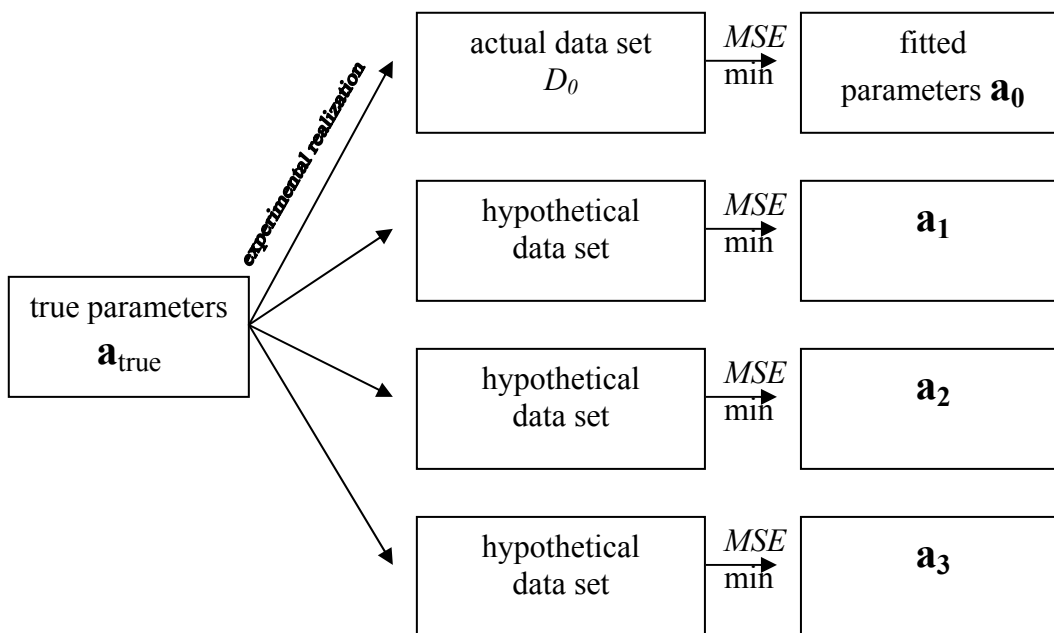 experimental realization
actual data set
D₀
MSE
min
fitted
parameters a₀
hypothetical
data set
MSE
min
a₁
true parameters
a_true
hypothetical
data set
MSE
min
a₂
hypothetical
data set
MSE
min
a₃